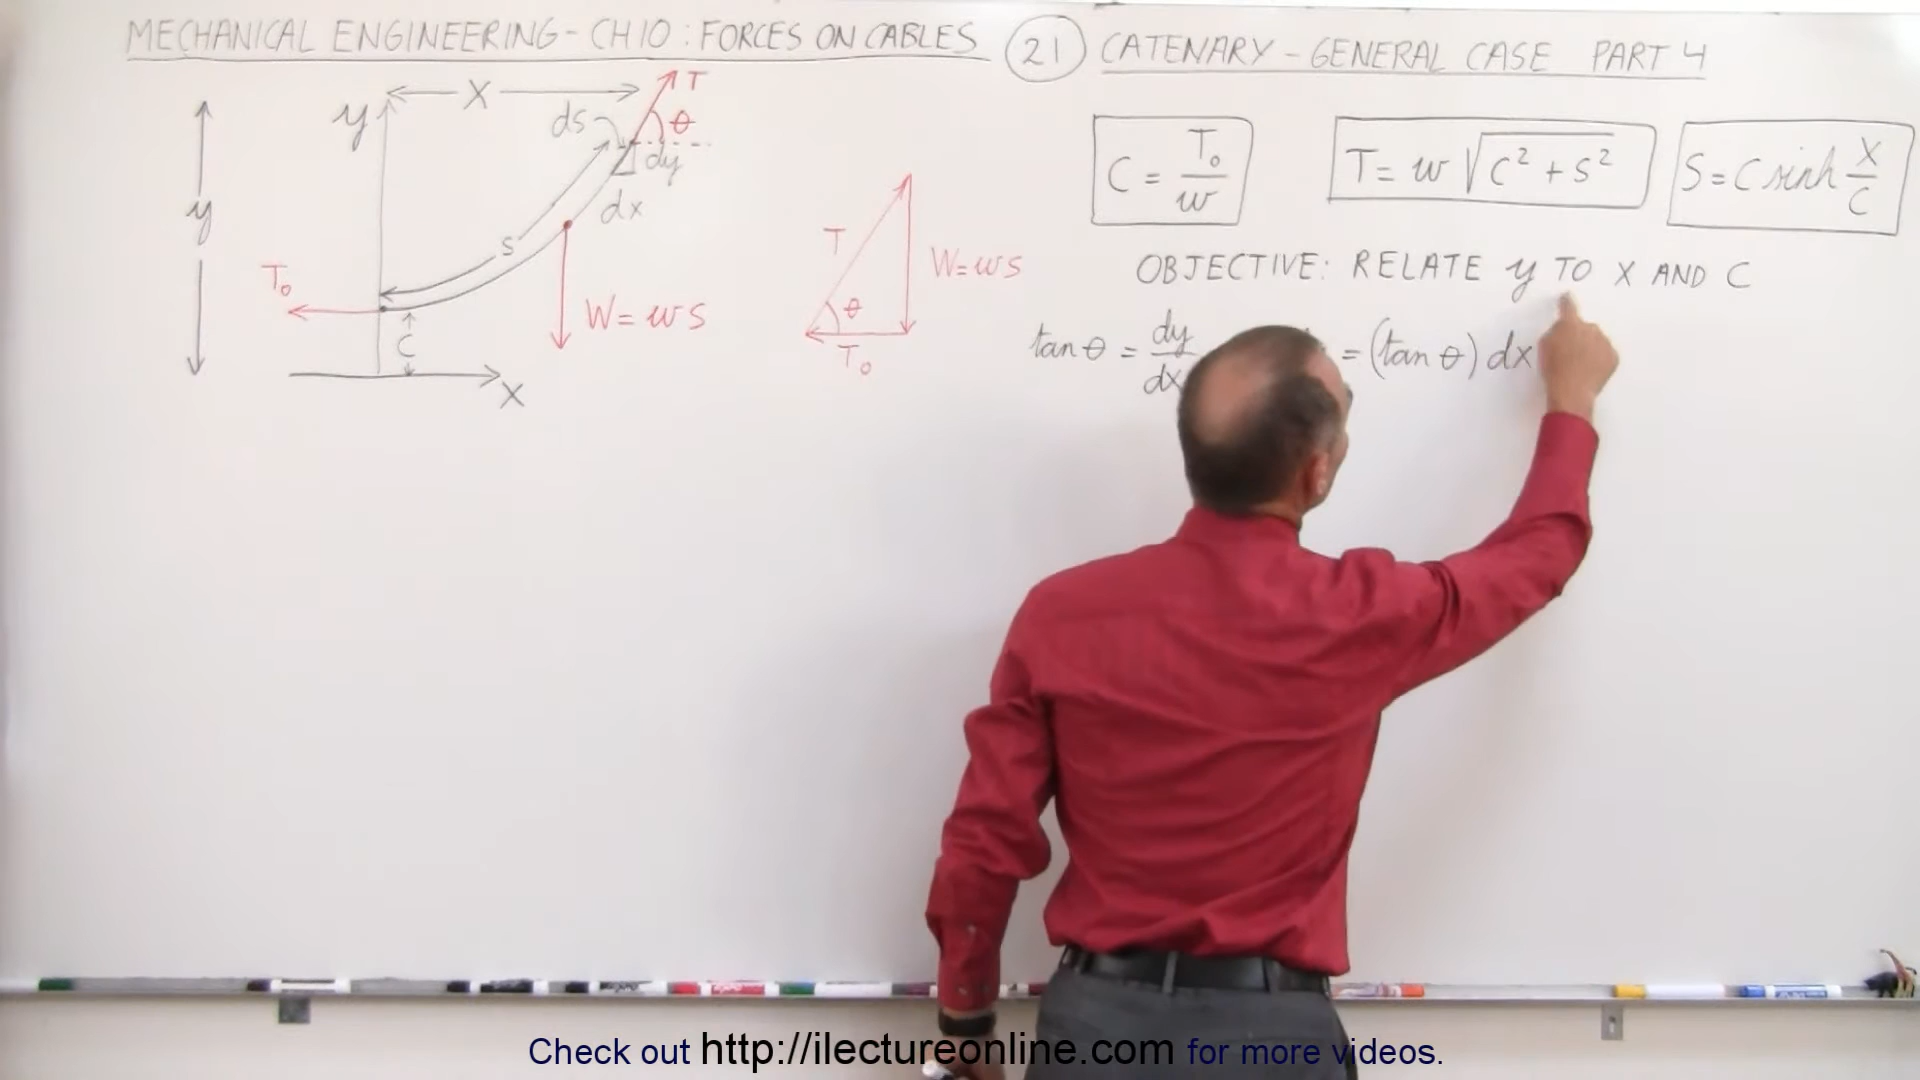 MECHANICAL ENGINEERING - CH 10 : FORCES ON CABLES 21 CATENARY - GENERAL CASE PART 4
X
y
T
θ
ds
dy
dx
y
S
T₀
C
X
W = wS
T
θ
W = wS
T₀
C = T₀/w
T = w √(C² + S²)
S = C sinh X/C
OBJECTIVE: RELATE y TO X AND C
tan θ = dy/dx
= (tan θ) dx
Check out http://ilectureonline.com for more videos.